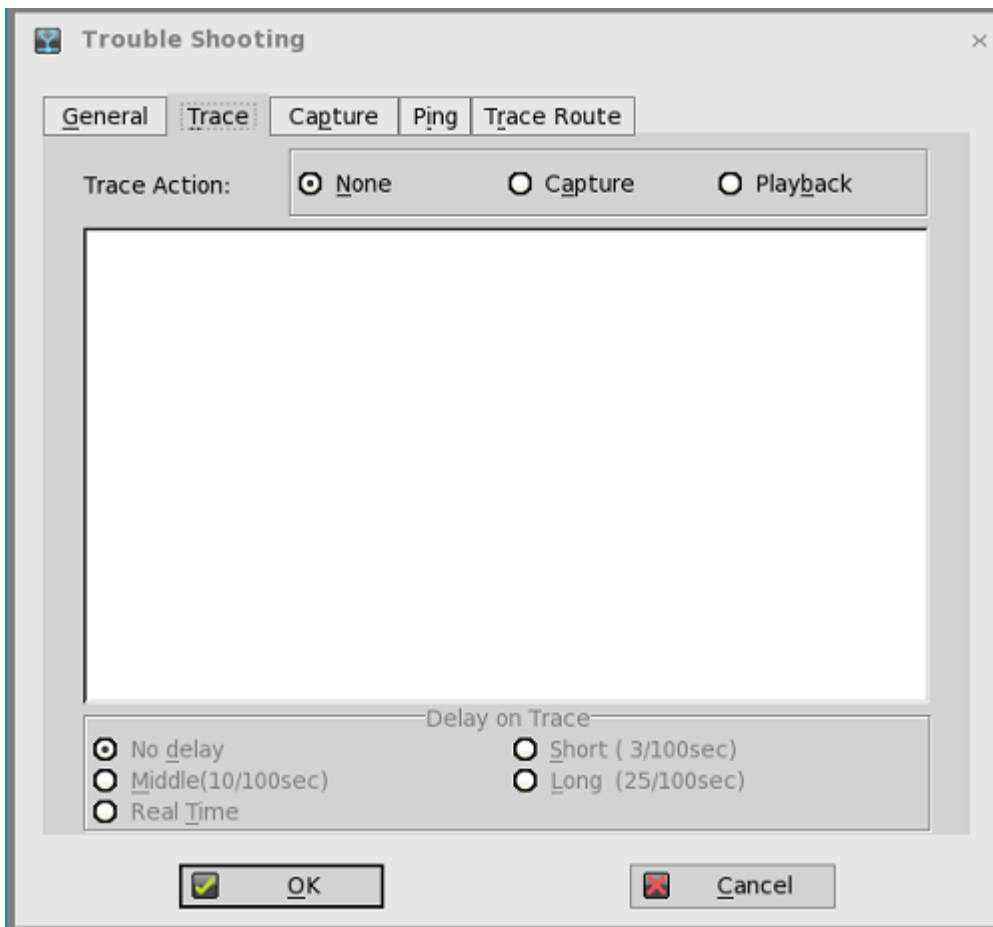 Trouble Shooting
General Trace Capture Ping Trace Route
Trace Action: None Capture Playback
Delay on Trace
No delay Short ( 3/100sec)
Middle(10/100sec) Long (25/100sec)
Real Time
OK Cancel